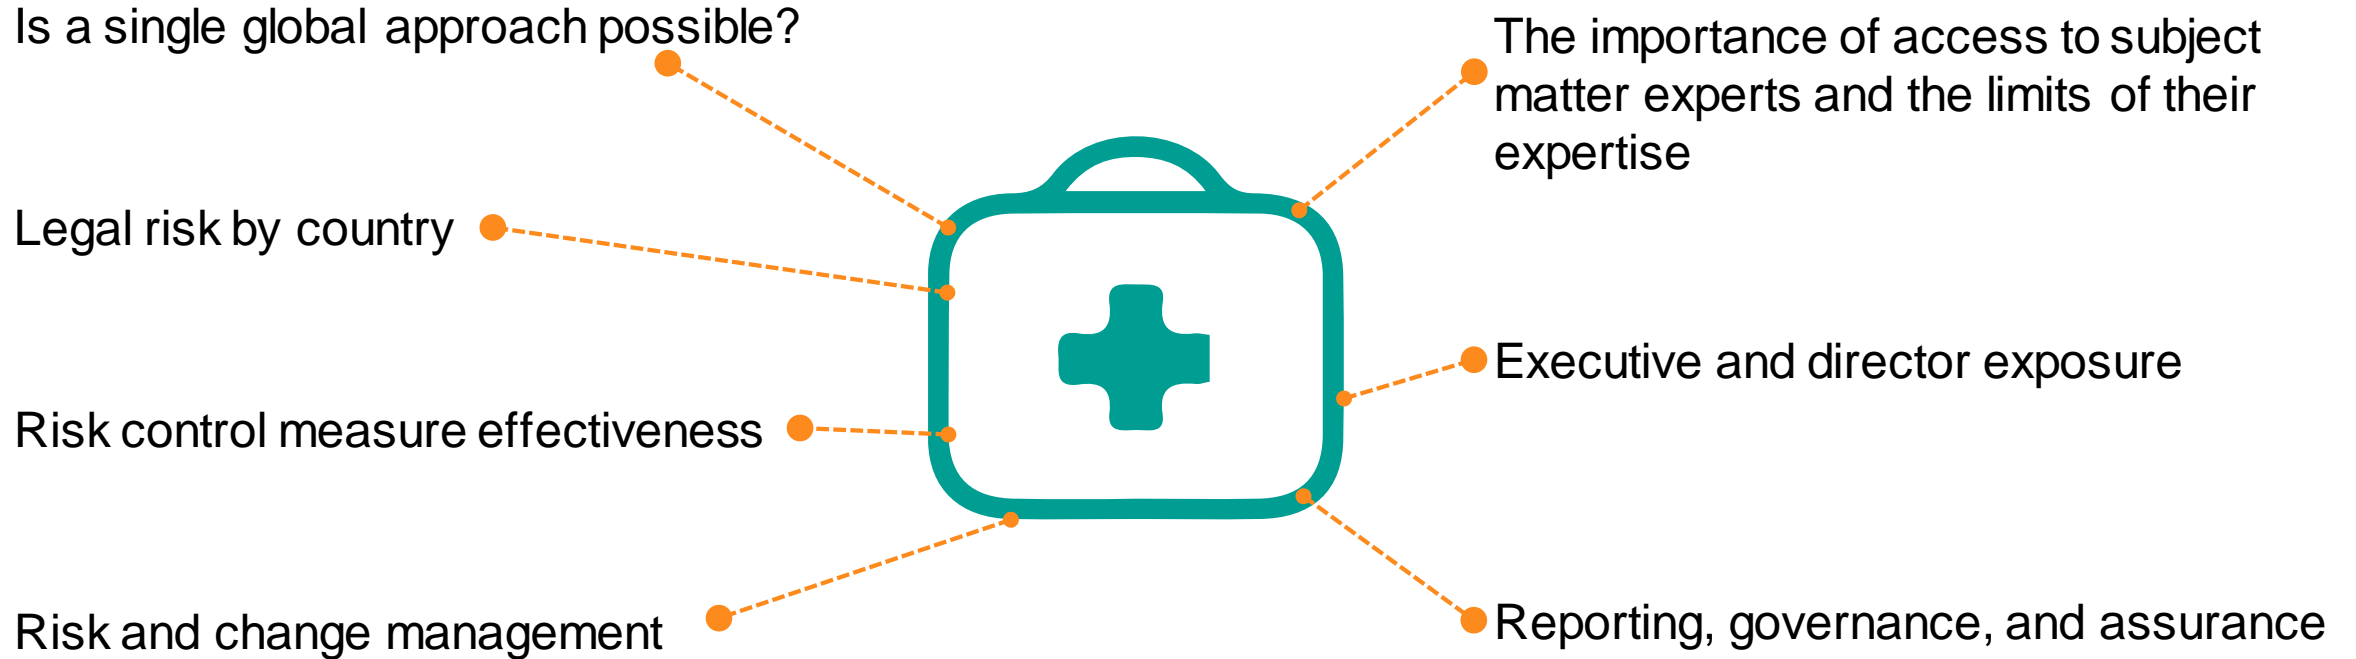 Is a single global approach possible?
Legal risk by country
Risk control measure effectiveness
Risk and change management
The importance of access to subject
matter experts and the limits of their
expertise
Executive and director exposure
Reporting, governance, and assurance